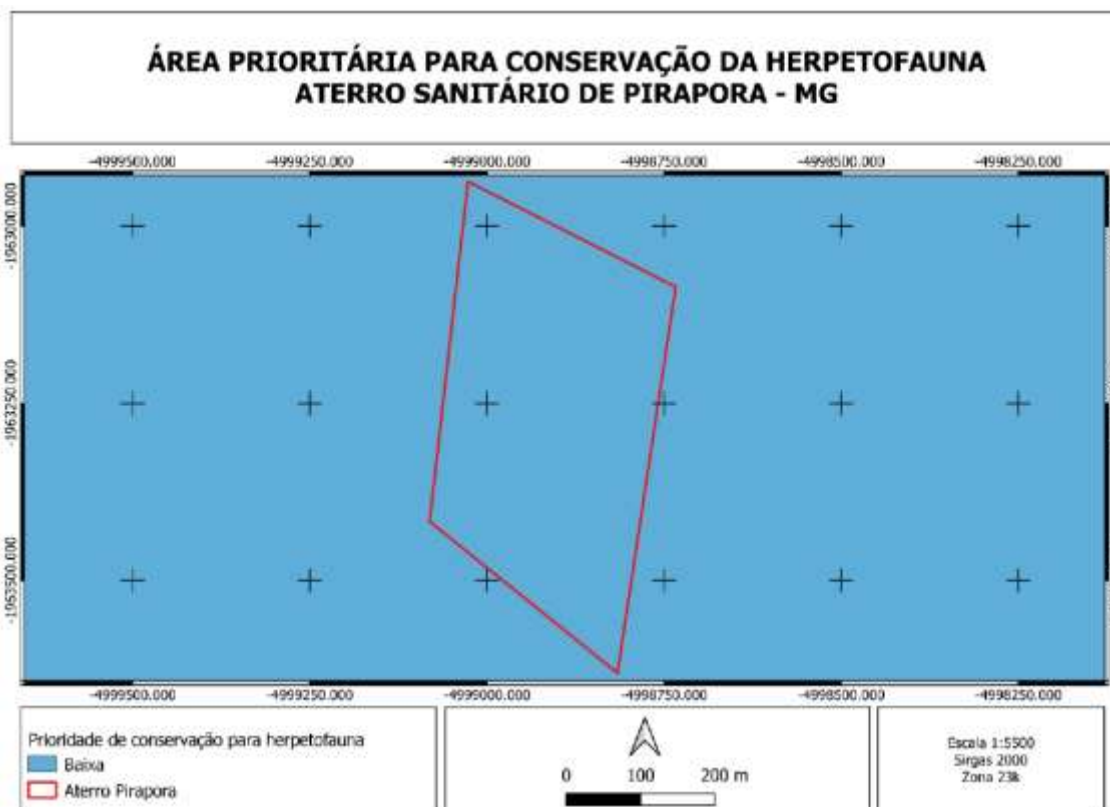 ÁREA PRIORITÁRIA PARA CONSERVAÇÃO DA HERPETOFAUNA
ATERRO SANITÁRIO DE PIRAPORA - MG
-4999500.000 -4999250.000 -4999000.000 -4998750.000 -4998500.000 -4998250.000
-1963000.000
-1963250.000
-1963500.000
-4999500.000 -4999250.000 -4999000.000 -4998750.000 -4998500.000 -4998250.000
Prioridade de conservação para herpetofauna
Baixa
Aterro Pirapora
0 100 200 m
Escala 1:5500
Sirgas 2000
Zona 23k